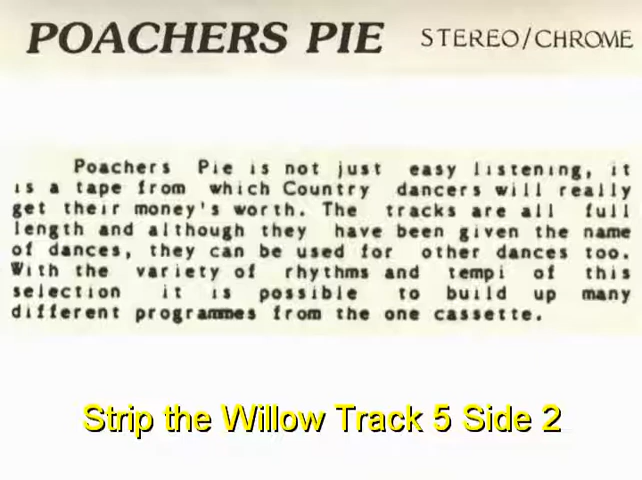 POACHERS PIE STEREO/CHROME
Poachers Pie is not just easy listening, it
is a tape from which Country dancers will really
get their money's worth. The tracks are all full
length and although they have been given the name
of dances, they can be used for other dances too.
With the variety of rhythms and tempi of this
selection it is possible to build up many
different programmes from the one cassette.
Strip the Willow Track 5 Side 2